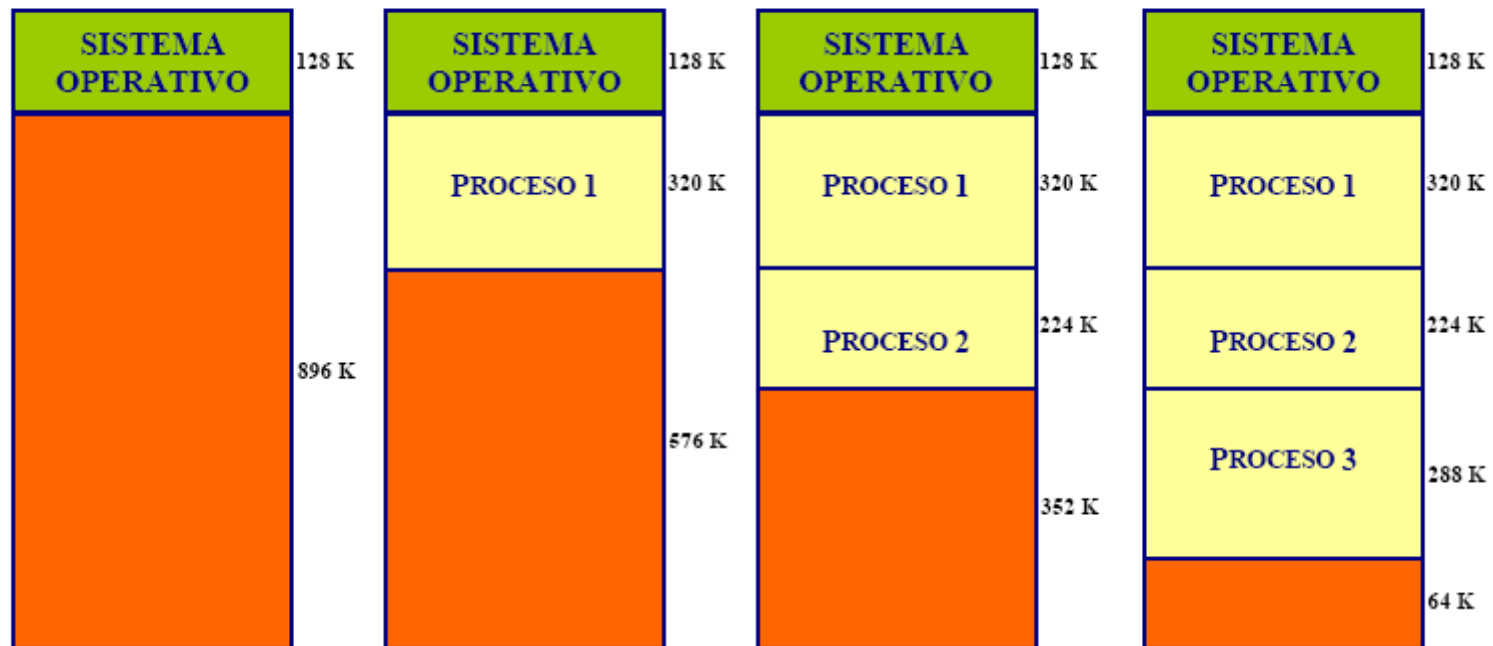 SISTEMA
OPERATIVO
128 K
896 K
SISTEMA
OPERATIVO
128 K
PROCESO 1
320 K
576 K
SISTEMA
OPERATIVO
128 K
PROCESO 1
320 K
PROCESO 2
224 K
352 K
SISTEMA
OPERATIVO
128 K
PROCESO 1
320 K
PROCESO 2
224 K
PROCESO 3
288 K
64 K